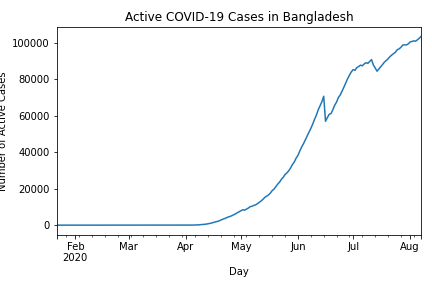 Active COVID-19 Cases in Bangladesh
Number of Active Cases
100000
80000
60000
40000
20000
0
Feb Mar Apr May Jun Jul Aug
2020
Day